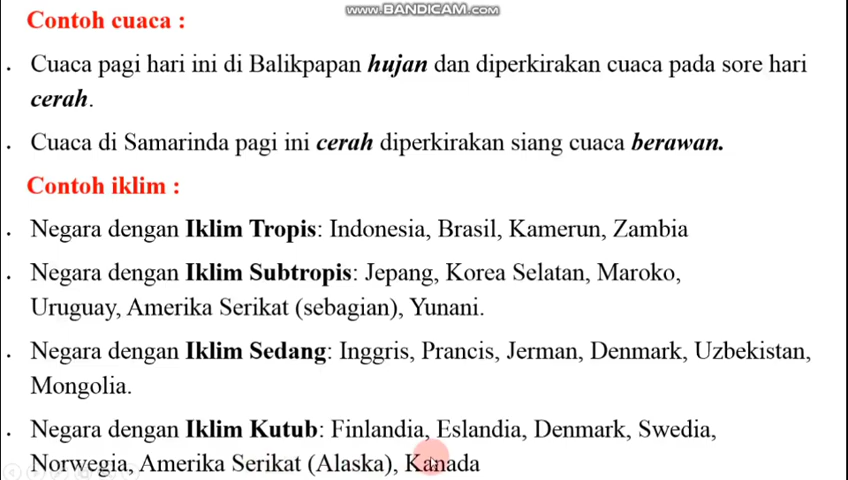 www.BANDICAM.com
Contoh cuaca :
• Cuaca pagi hari ini di Balikpapan hujan dan diperkirakan cuaca pada sore hari
cerah.
• Cuaca di Samarinda pagi ini cerah diperkirakan siang cuaca berawan.
Contoh iklim :
• Negara dengan Iklim Tropis: Indonesia, Brasil, Kamerun, Zambia
• Negara dengan Iklim Subtropis: Jepang, Korea Selatan, Maroko,
Uruguay, Amerika Serikat (sebagian), Yunani.
• Negara dengan Iklim Sedang: Inggris, Prancis, Jerman, Denmark, Uzbekistan,
Mongolia.
• Negara dengan Iklim Kutub: Finlandia, Eslandia, Denmark, Swedia,
Norwegia, Amerika Serikat (Alaska), Kanada